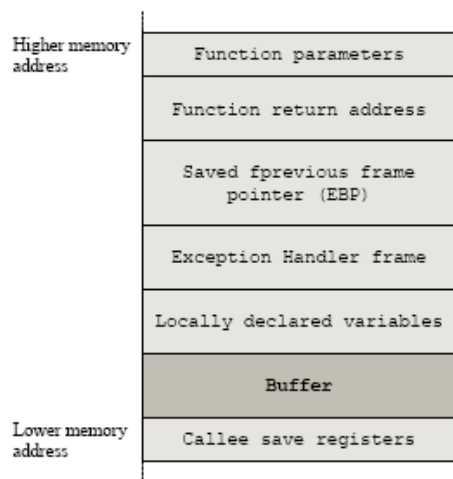 Higher memory
address
Function parameters
Function return address
Saved fprevious frame
pointer (EBP)
Exception Handler frame
Locally declared variables
Buffer
Lower memory
address
Callee save registers